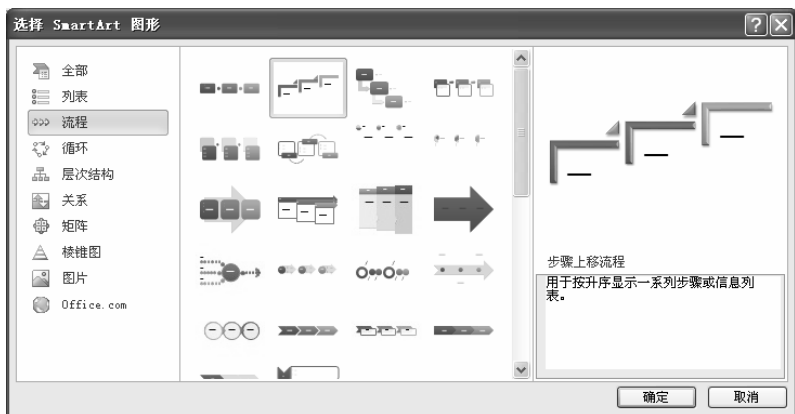 选择 SmartArt 图形
全部
列表
流程
循环
层次结构
关系
矩阵
棱锥图
图片
Office.com
步骤上移流程
用于按升序显示一系列步骤或信息列
表。
确定
取消